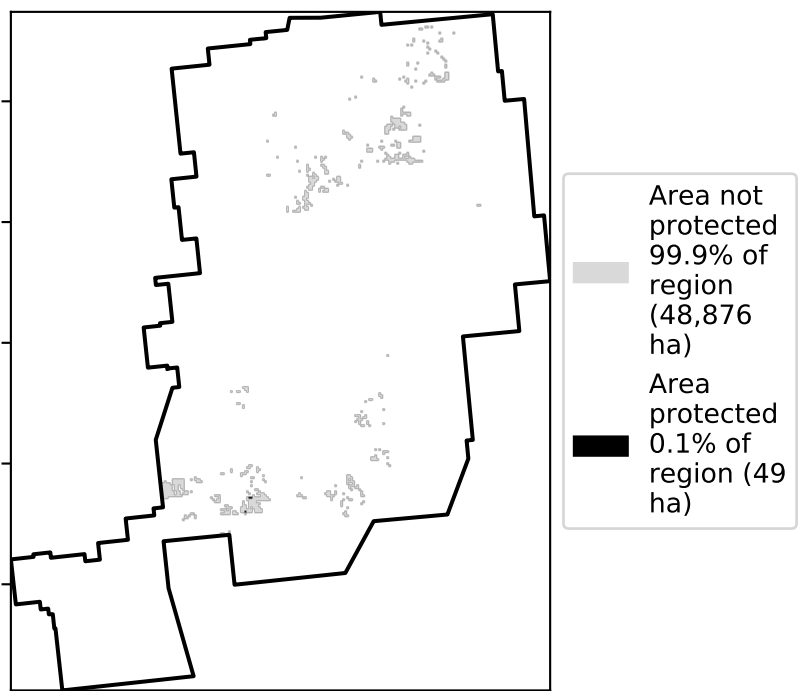 Area not
protected
99.9% of
region
(48,876
ha)
Area
protected
0.1% of
region (49
ha)